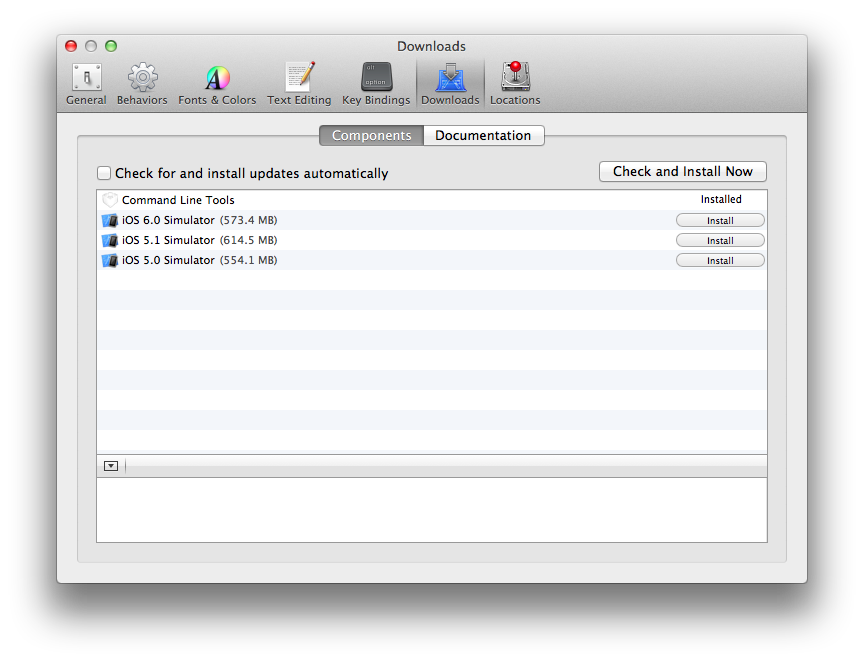 Downloads
General Behaviors Fonts & Colors Text Editing Key Bindings Downloads Locations
alt
option
Components Documentation
Check for and install updates automatically Check and Install Now
Command Line Tools Installed
iOS 6.0 Simulator (573.4 MB) Install
iOS 5.1 Simulator (614.5 MB) Install
iOS 5.0 Simulator (554.1 MB) Install